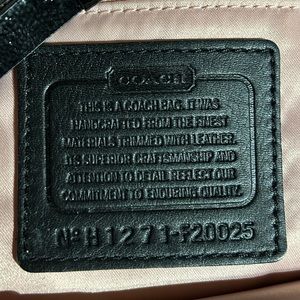 COACH
THIS IS A COACH BAG. IT WAS
HANDCRAFTED FROM THE FINEST
MATERIALS TRIMMED WITH LEATHER.
ITS SUPERIOR CRAFTSMANSHIP AND
ATTENTION TO DETAIL REFLECT OUR
COMMITMENT TO ENDURING QUALITY.
Nº H1271-F20025